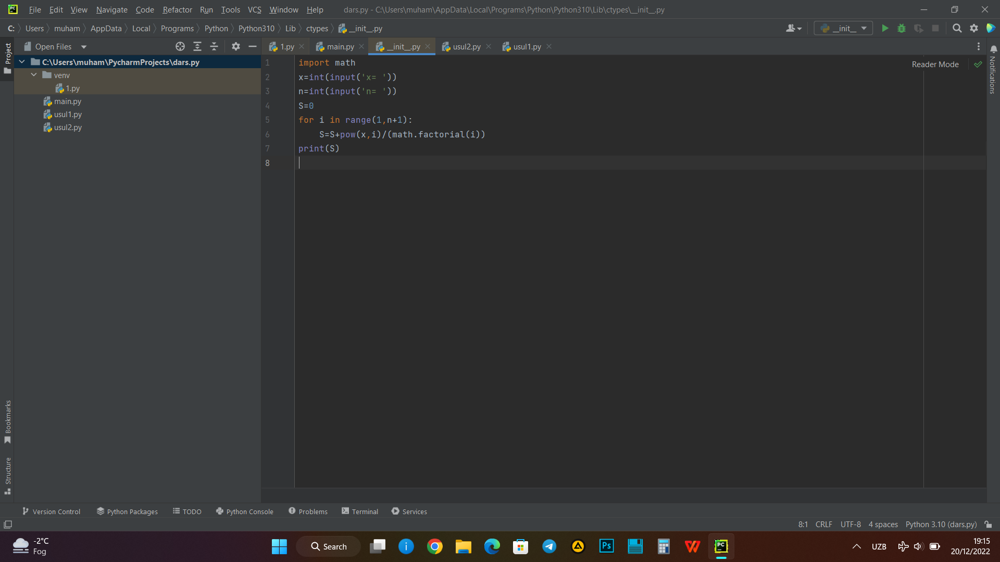 PC File Edit View Navigate Code Refactor Run Tools VCS Window Help dars.py - C:\Users\muham\AppData\Local\Programs\Python\Python310\Lib\ctypes\__init__.py
C: Users muham AppData Local Programs Python Python310 Lib ctypes __init__.py __init__
Project
Open Files
1.py main.py __init__.py usul2.py usul1.py
C:\Users\muham\PycharmProjects\dars.py
venv
1.py
main.py
usul1.py
usul2.py
1 import math
2 x=int(input('x= '))
3 n=int(input('n= '))
4 S=0
5 for i in range(1,n+1):
6     S=S+pow(x,i)/(math.factorial(i))
7 print(S)
8
Reader Mode
Notifications
Bookmarks
Structure
Version Control Python Packages TODO Python Console Problems Terminal Services
8:1 CRLF UTF-8 4 spaces Python 3.10 (dars.py)
-2°C
Fog
Search
Ps
PC
UZB
19:15
20/12/2022